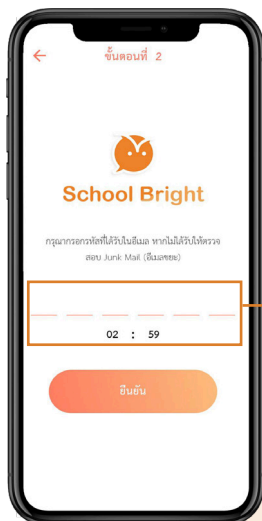 ขั้นตอนที่ 2
School Bright
กรุณากรอกรหัสที่ได้รับในอีเมล หากไม่ได้รับให้ตรวจ
สอบ Junk Mail (อีเมลขยะ)
02 : 59
ยืนยัน